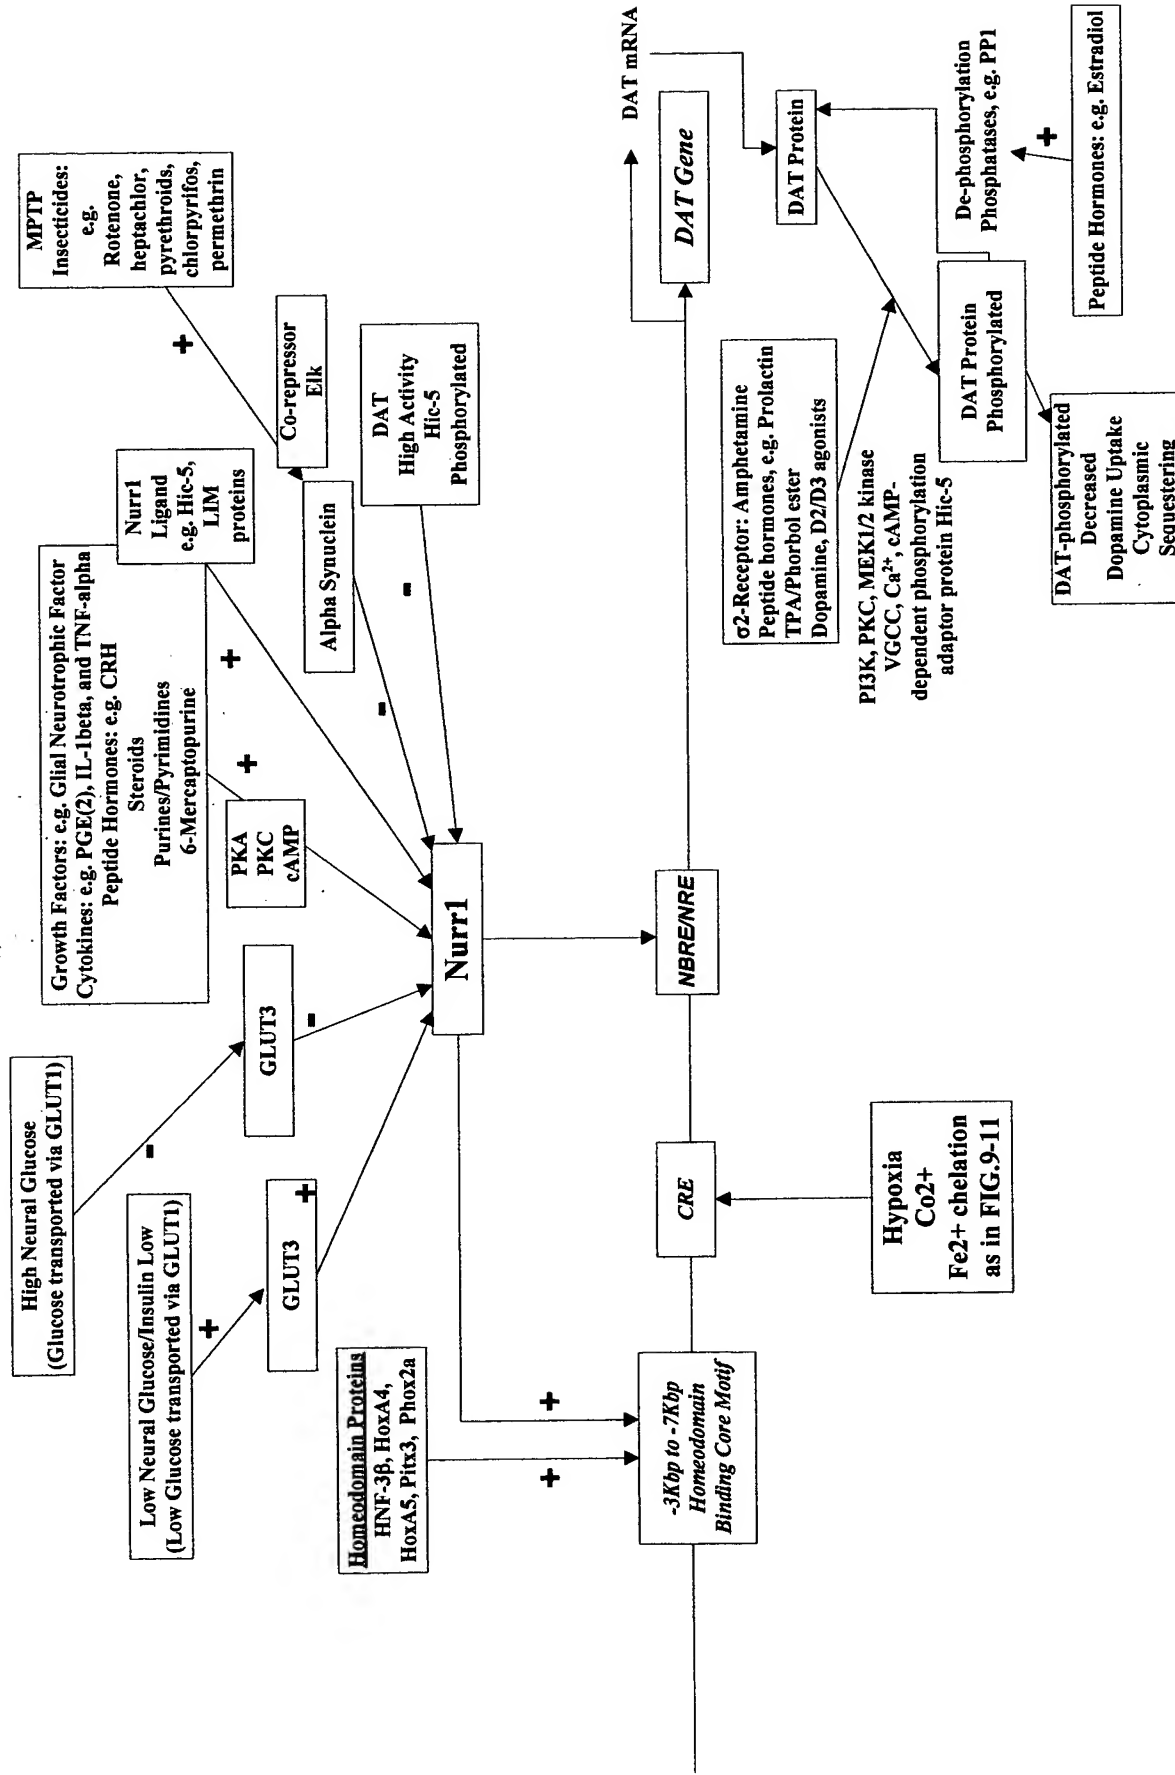 High Neural Glucose
(Glucose transported via GLUT1)
-
GLUT3
-
Low Neural Glucose/Insulin Low
(Low Glucose transported via GLUT1)
+
GLUT3
+
Growth Factors: e.g. Glial Neurotrophic Factor
Cytokines: e.g. PGE(2), IL-1beta, and TNF-alpha
Peptide Hormones: e.g. CRH
Steroids
Purines/Pyrimidines
6-Mercaptopurine
+
PKA
PKC
cAMP
Nurr1
Ligand
e.g. Hic-5,
LIM
proteins
+
MPTP
Insecticides:
e.g.
Rotenone,
heptachlor,
pyrethroids,
chlorpyrifos,
permethrin
+
Co-repressor
Elk
Alpha Synuclein
-
DAT
High Activity
Hic-5
Phosphorylated
-
Homeodomain Proteins
HNF-3β, HoxA4,
HoxA5, Pitx3, Phox2a
+
+
Nurr1
-3Kbp to -7Kbp
Homeodomain
Binding Core Motif
CRE
NBRE/NRE
DAT Gene
DAT mRNA
Hypoxia
Co2+
Fe2+ chelation
as in FIG.9-11
σ2-Receptor: Amphetamine
Peptide hormones, e.g. Prolactin
TPA/Phorbol ester
Dopamine, D2/D3 agonists
PI3K, PKC, MEK1/2 kinase
VGCC, Ca²⁺, cAMP-
dependent phosphorylation
adaptor protein Hic-5
DAT Protein
DAT Protein
Phosphorylated
De-phosphorylation
Phosphatases, e.g. PP1
+
Peptide Hormones: e.g. Estradiol
DAT-phosphorylated
Decreased
Dopamine Uptake
Cytoplasmic
Sequestering